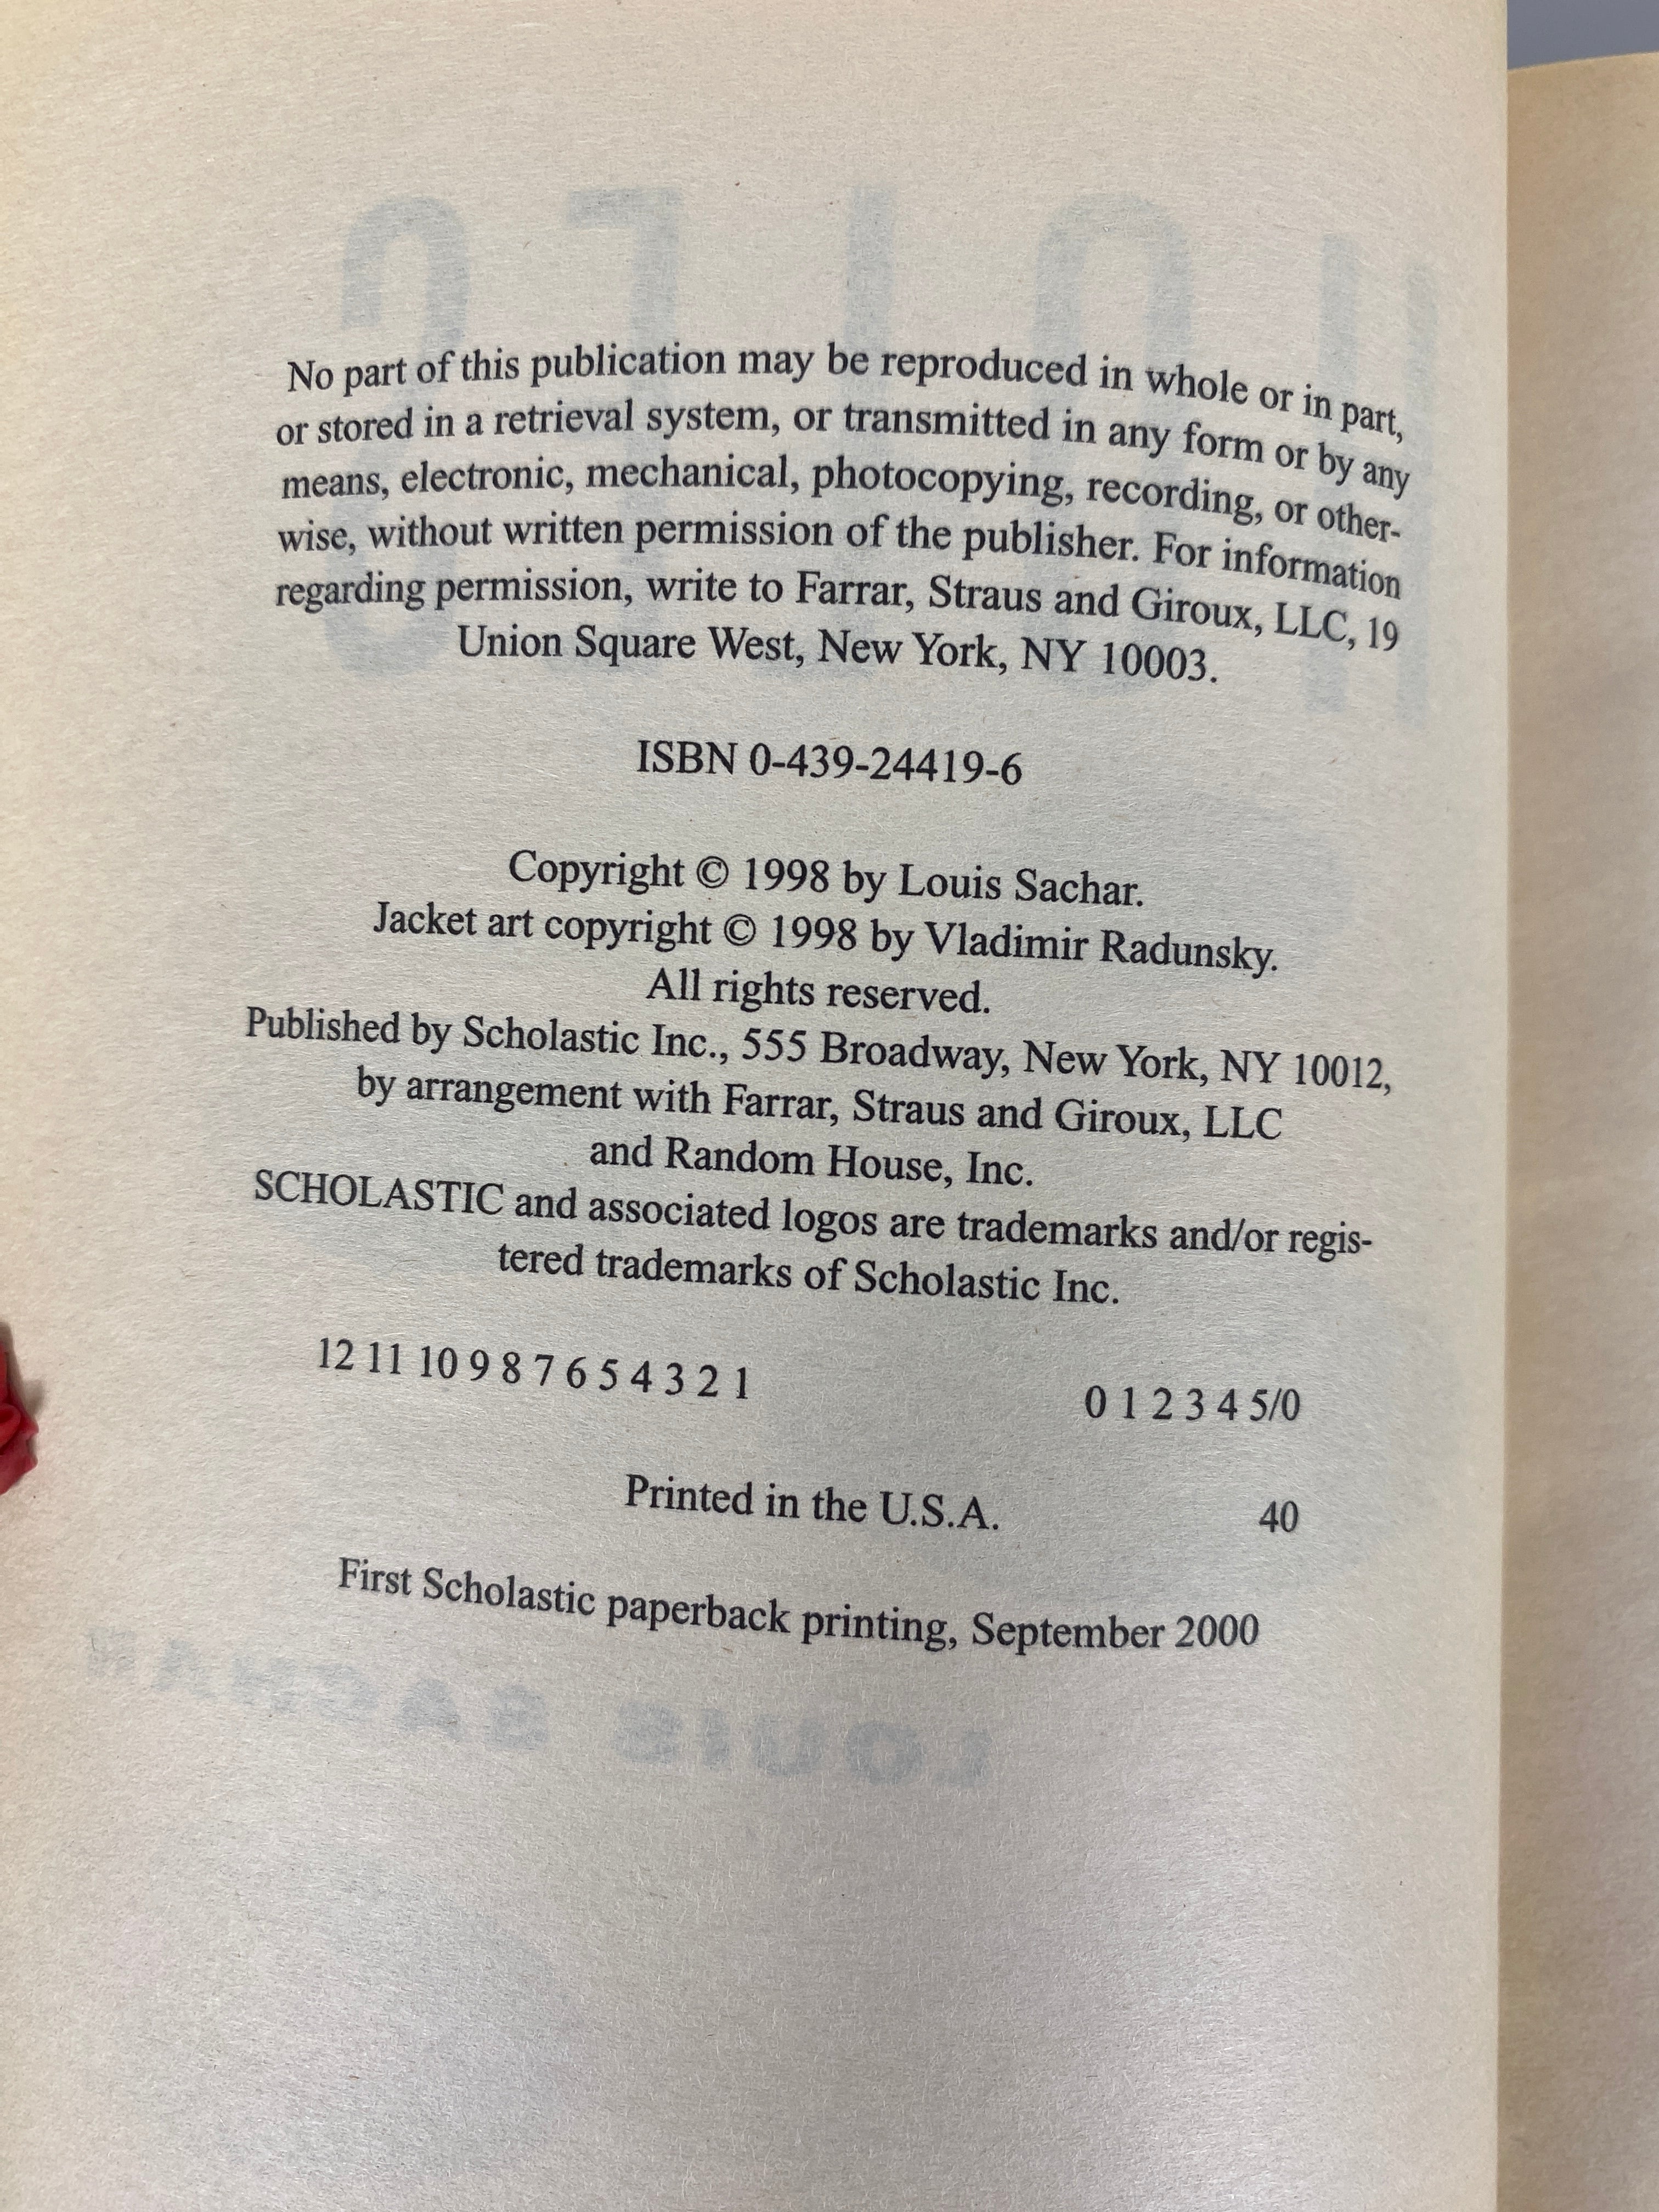 No part of this publication may be reproduced in whole or in part,
or stored in a retrieval system, or transmitted in any form or by any
means, electronic, mechanical, photocopying, recording, or other-
wise, without written permission of the publisher. For information
regarding permission, write to Farrar, Straus and Giroux, LLC, 19
Union Square West, New York, NY 10003.
ISBN 0-439-24419-6
Copyright © 1998 by Louis Sachar.
Jacket art copyright © 1998 by Vladimir Radunsky.
All rights reserved.
Published by Scholastic Inc., 555 Broadway, New York, NY 10012,
by arrangement with Farrar, Straus and Giroux, LLC
and Random House, Inc.
SCHOLASTIC and associated logos are trademarks and/or regis-
tered trademarks of Scholastic Inc.
12 11 10 9 8 7 6 5 4 3 2 1 0 1 2 3 4 5/0
Printed in the U.S.A. 40
First Scholastic paperback printing, September 2000
LOUIS SACHAR